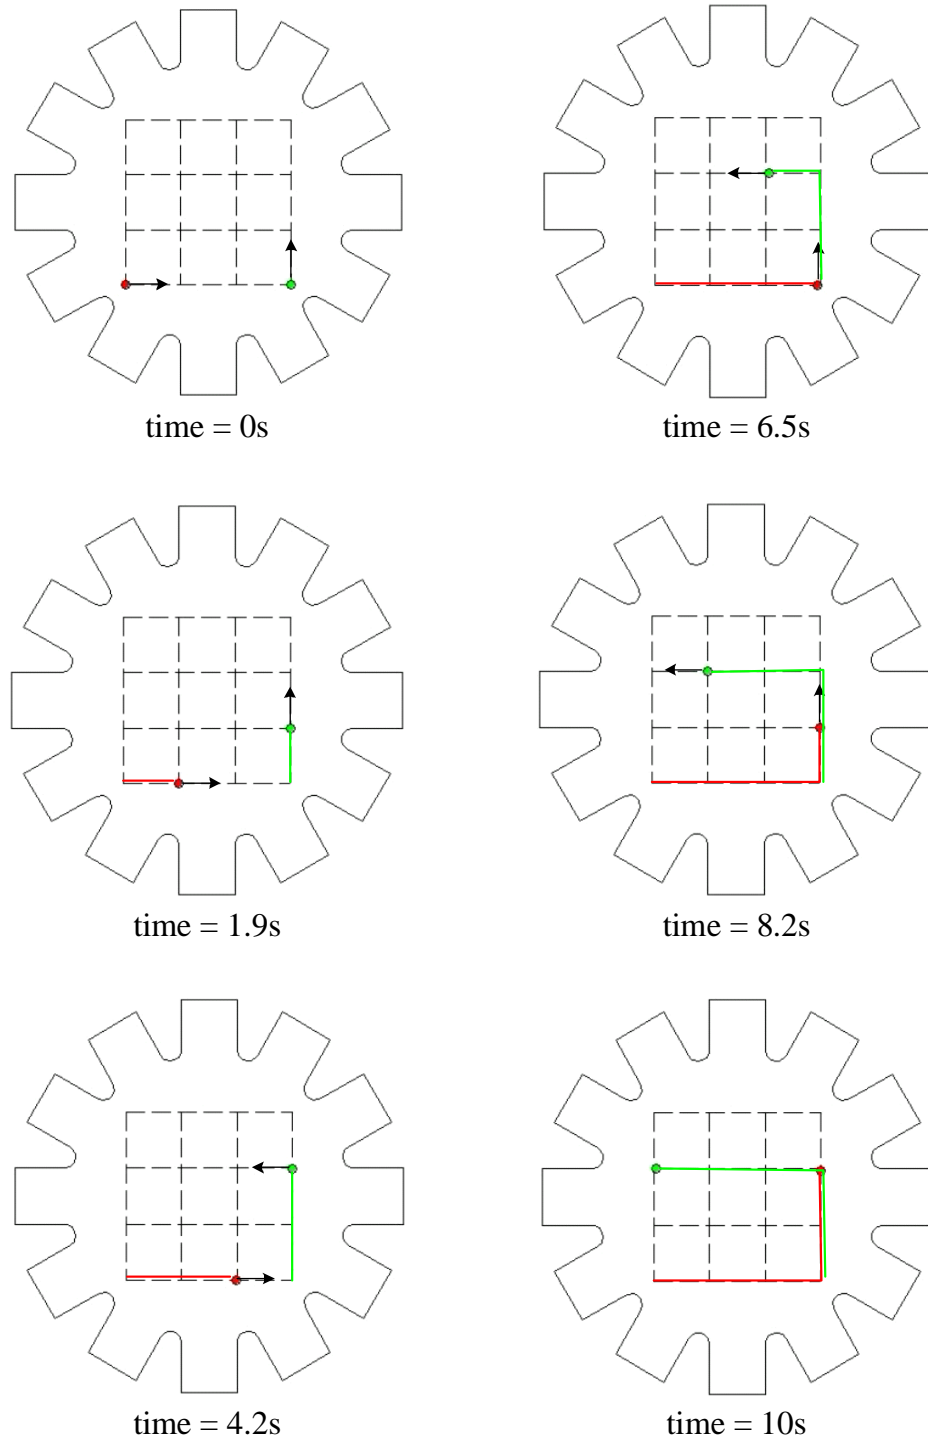 time = 0s
time = 6.5s
time = 1.9s
time = 8.2s
time = 4.2s
time = 10s